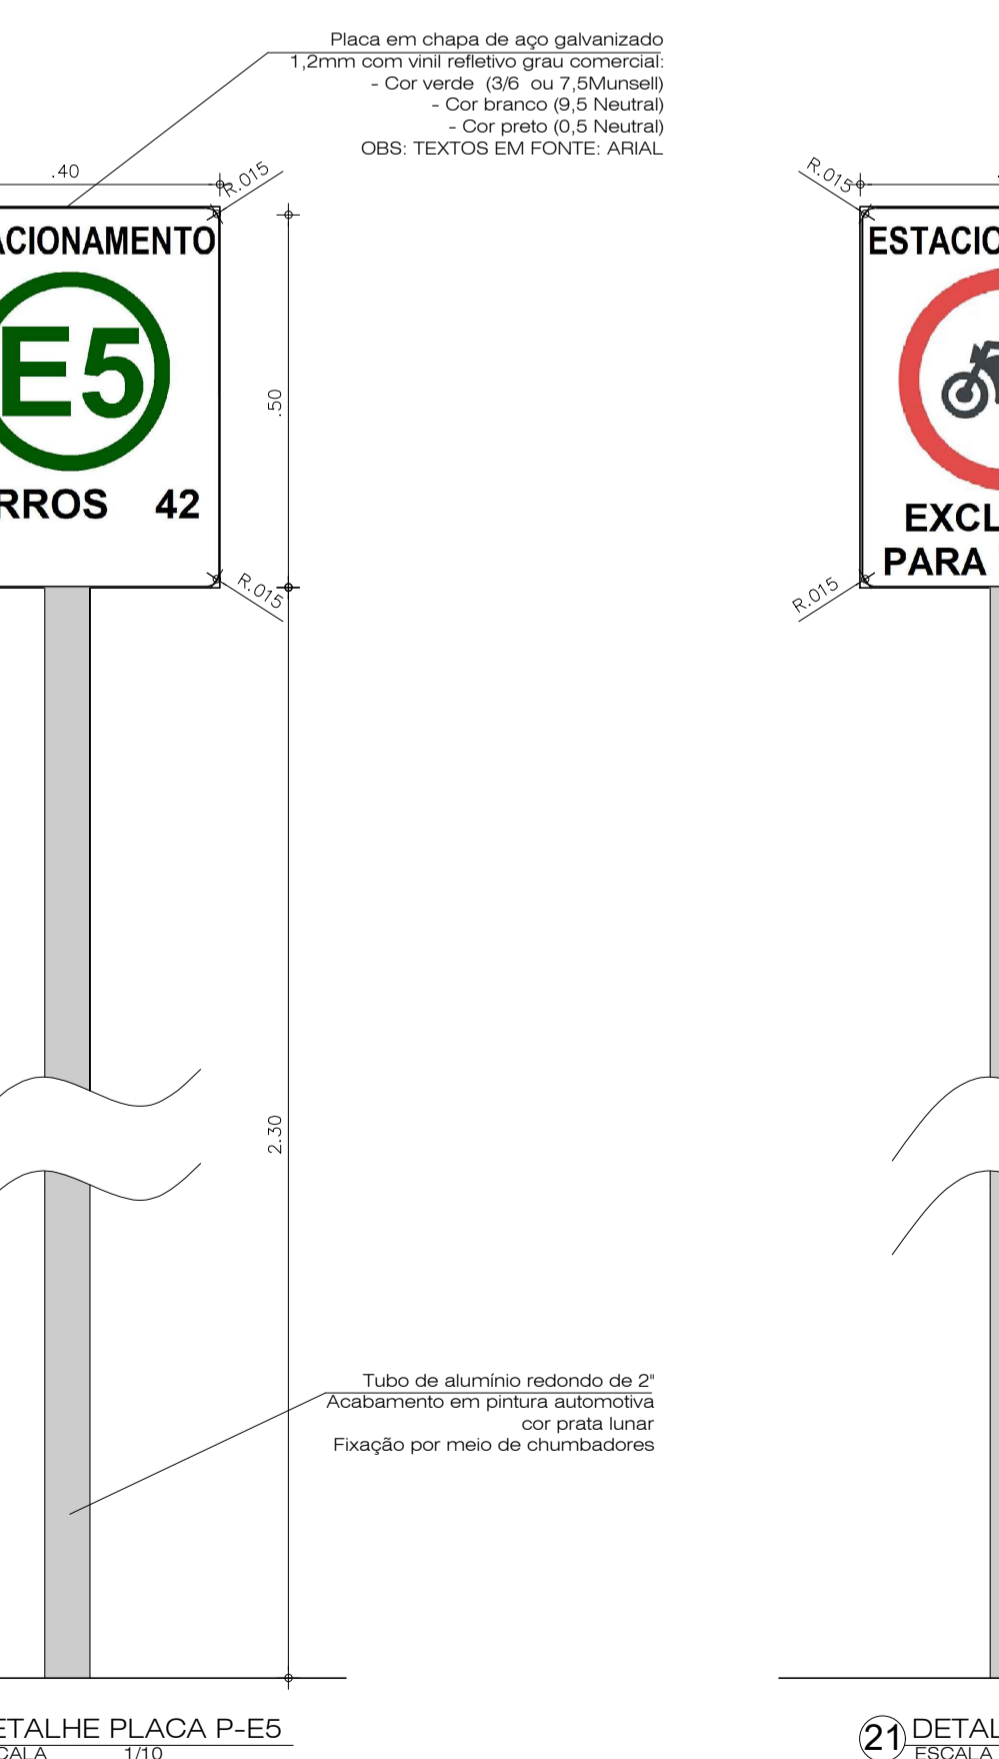 Placa em chapa de aço galvanizado
1,2mm com vinil refletivo grau comercial:
- Cor verde (3/6 ou 7,5Munsell)
- Cor branco (9,5 Neutral)
- Cor preto (0,5 Neutral)
OBS: TEXTOS EM FONTE: ARIAL
.40
R.015
ACIONAMENTO
E5
RROS 42
.50
R.015
2.30
Tubo de alumínio redondo de 2"
Acabamento em pintura automotiva
cor prata lunar
Fixação por meio de chumbadores
ETALHE PLACA P-E5
CALA 1/10
R.015
ESTACIO
EXCL
PARA
R.015
21 DETAL
ESCALA